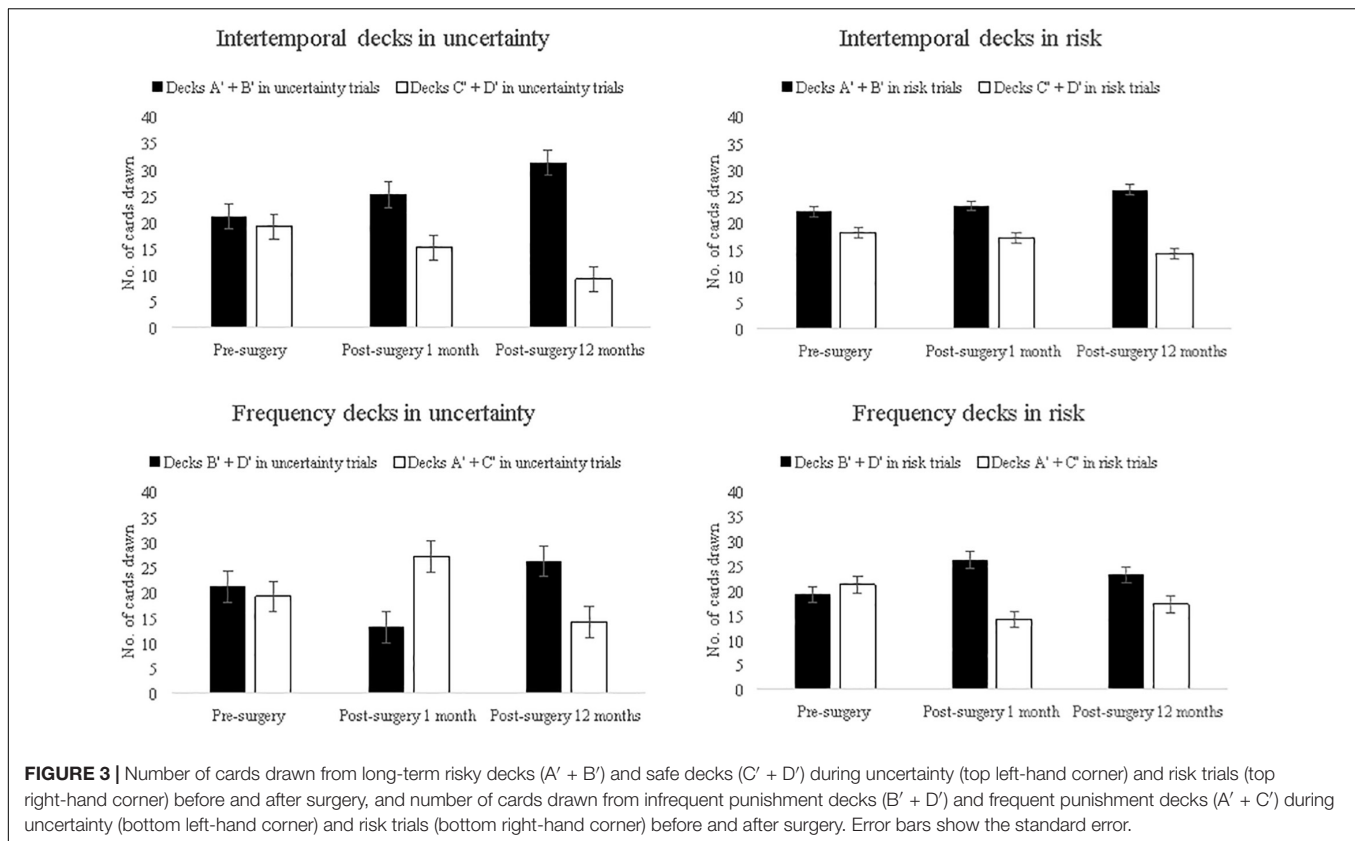 Intertemporal decks in uncertainty
■ Decks A' + B' in uncertainty trials □ Decks C' + D' in uncertainty trials
No. of cards drawn
40
35
30
25
20
15
10
5
0
Pre-surgery Post-surgery 1 month Post-surgery 12 months
Intertemporal decks in risk
■ Decks A' + B' in risk trials □ Decks C' + D' in risk trials
No. of cards drawn
40
35
30
25
20
15
10
5
0
Pre-surgery Post-surgery 1 month Post-surgery 12 months
Frequency decks in uncertainty
■ Decks B' + D' in uncertainty trials □ Decks A' + C' in uncertainty trials
No. of cards drawn
40
35
30
25
20
15
10
5
0
Pre-surgery Post-surgery 1 month Post-surgery 12 months
Frequency decks in risk
■ Decks B' + D' in risk trials □ Decks A' + C' in risk trials
No. of cards drawn
40
35
30
25
20
15
10
5
0
Pre-surgery Post-surgery 1 month Post-surgery 12 months
FIGURE 3 | Number of cards drawn from long-term risky decks (A′ + B′) and safe decks (C′ + D′) during uncertainty (top left-hand corner) and risk trials (top
right-hand corner) before and after surgery, and number of cards drawn from infrequent punishment decks (B′ + D′) and frequent punishment decks (A′ + C′) during
uncertainty (bottom left-hand corner) and risk trials (bottom right-hand corner) before and after surgery. Error bars show the standard error.